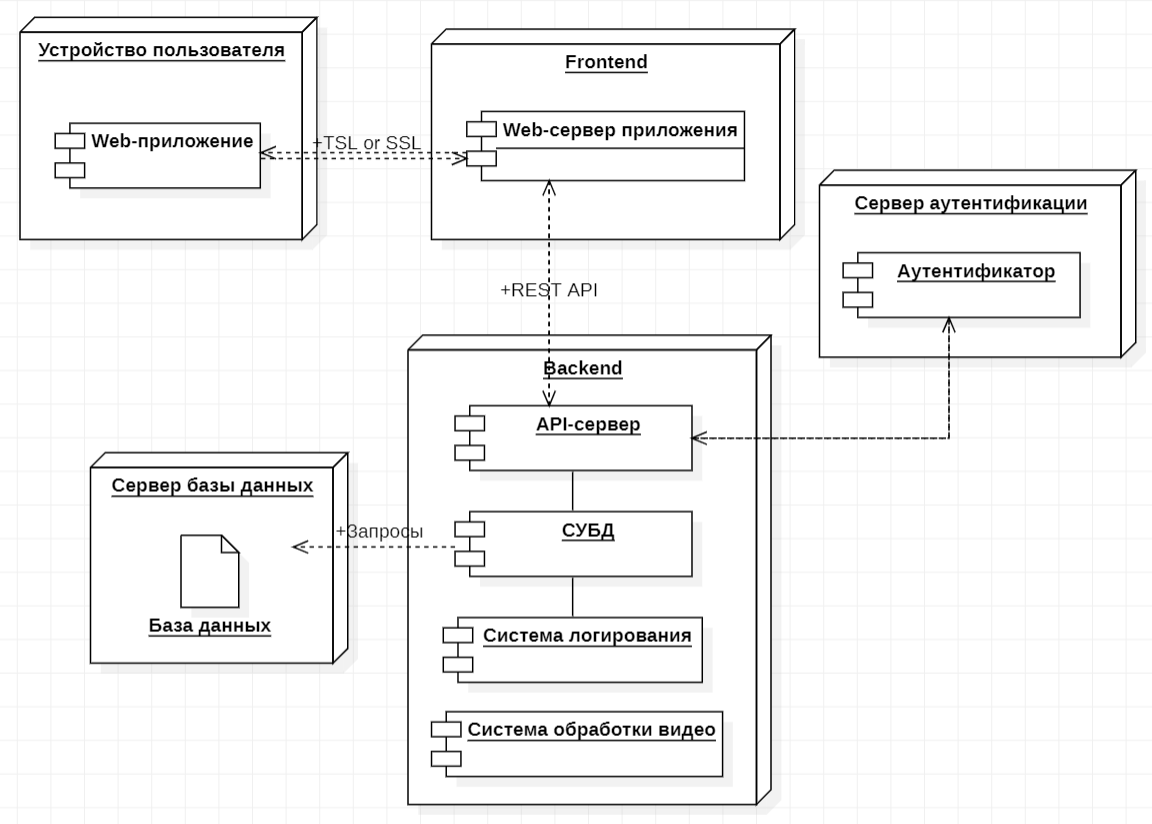 Устройство пользователя
Web-приложение
+TSL or SSL
Frontend
Web-сервер приложения
Сервер аутентификации
Аутентификатор
+REST API
Backend
API-сервер
Сервер базы данных
База данных
+Запросы
СУБД
Система логирования
Система обработки видео